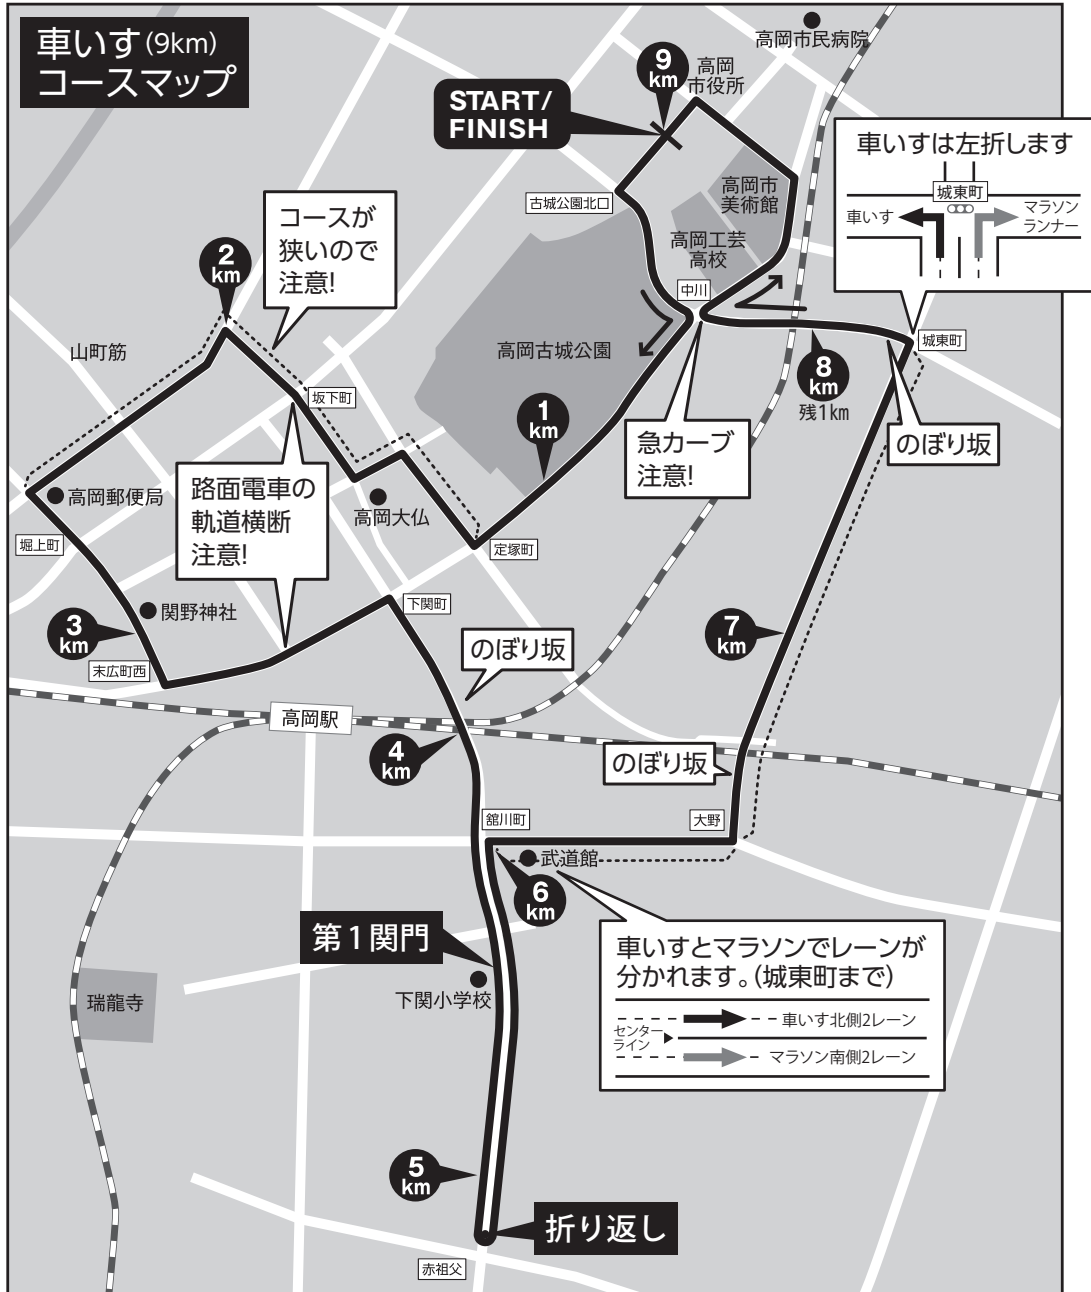 車いす(9km)
コースマップ
高岡市民病院
9
km
高岡
市役所
START/
FINISH
車いすは左折します
城東町
車いす
マラソン
ランナー
高岡市
美術館
古城公園北口
コースが
狭いので
注意!
高岡工芸
高校
2
km
中川
山町筋
高岡古城公園
城東町
8
km
残1km
坂下町
1
km
急カーブ
注意!
のぼり坂
路面電車の
軌道横断
注意!
高岡郵便局
高岡大仏
堀上町
定塚町
下関町
関野神社
3
km
7
km
のぼり坂
末広町西
高岡駅
4
km
のぼり坂
舘川町
大野
武道館
6
km
第1関門
車いすとマラソンでレーンが
分かれます。(城東町まで)
車いす北側2レーン
センター
ライン
マラソン南側2レーン
下関小学校
瑞龍寺
5
km
折り返し
赤祖父